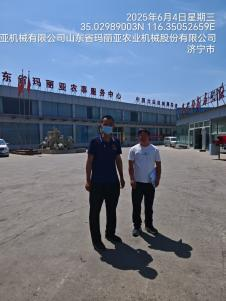 2025年6月4日星期三
35.02989003N 116.35052659E
亚机械有限公司山东省玛丽亚农业机械股份有限公司
济宁市
东省玛丽亚农事服务中心